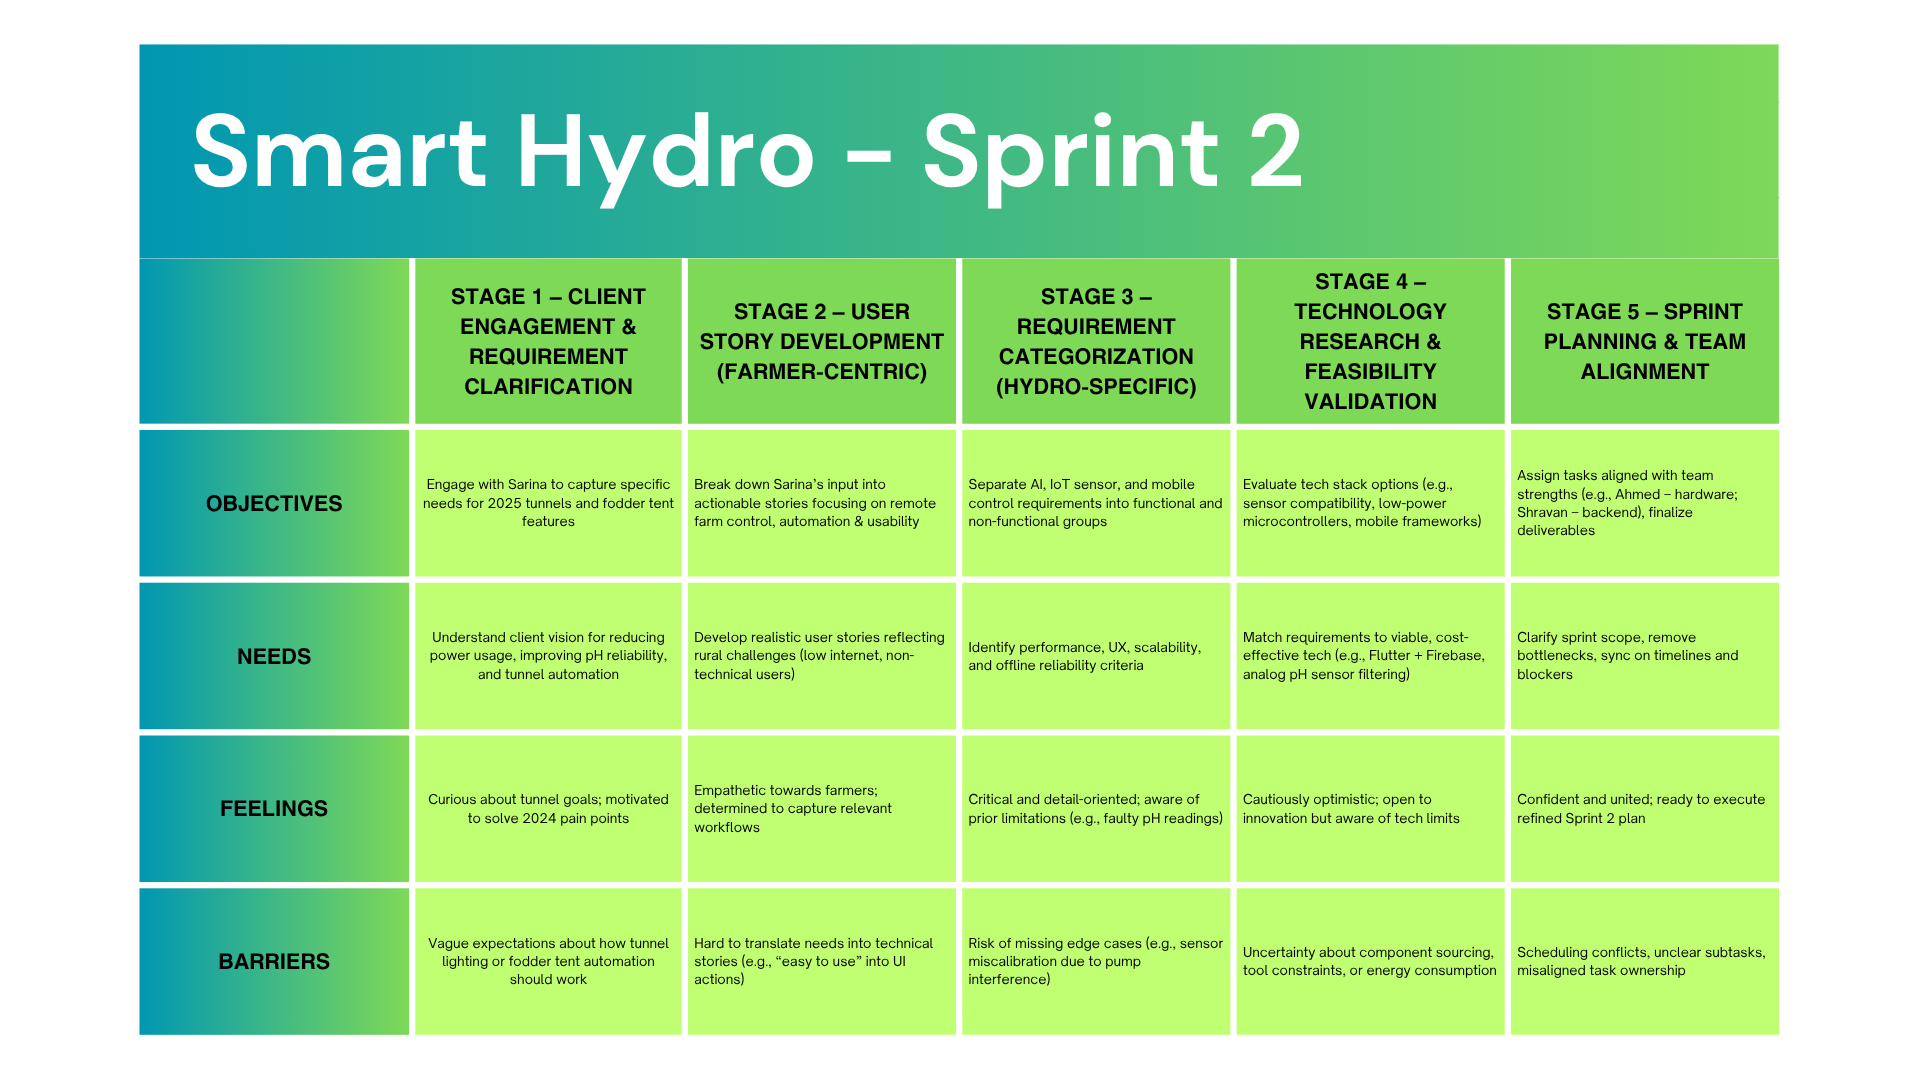 Smart Hydro – Sprint 2
STAGE 1 – CLIENT
ENGAGEMENT &
REQUIREMENT
CLARIFICATION
STAGE 2 – USER
STORY DEVELOPMENT
(FARMER-CENTRIC)
STAGE 3 –
REQUIREMENT
CATEGORIZATION
(HYDRO-SPECIFIC)
STAGE 4 –
TECHNOLOGY
RESEARCH &
FEASIBILITY
VALIDATION
STAGE 5 – SPRINT
PLANNING & TEAM
ALIGNMENT
OBJECTIVES
Engage with Sarina to capture specific
needs for 2025 tunnels and fodder tent
features
Break down Sarina’s input into
actionable stories focusing on remote
farm control, automation & usability
Separate AI, IoT sensor, and mobile
control requirements into functional and
non-functional groups
Evaluate tech stack options (e.g.,
sensor compatibility, low-power
microcontrollers, mobile frameworks)
Assign tasks aligned with team
strengths (e.g., Ahmed – hardware;
Shravan – backend), finalize
deliverables
NEEDS
Understand client vision for reducing
power usage, improving pH reliability,
and tunnel automation
Develop realistic user stories reflecting
rural challenges (low internet, non-
technical users)
Identify performance, UX, scalability,
and offline reliability criteria
Match requirements to viable, cost-
effective tech (e.g., Flutter + Firebase,
analog pH sensor filtering)
Clarify sprint scope, remove
bottlenecks, sync on timelines and
blockers
FEELINGS
Curious about tunnel goals; motivated
to solve 2024 pain points
Empathetic towards farmers;
determined to capture relevant
workflows
Critical and detail-oriented; aware of
prior limitations (e.g., faulty pH readings)
Cautiously optimistic; open to
innovation but aware of tech limits
Confident and united; ready to execute
refined Sprint 2 plan
BARRIERS
Vague expectations about how tunnel
lighting or fodder tent automation
should work
Hard to translate needs into technical
stories (e.g., “easy to use” into UI
actions)
Risk of missing edge cases (e.g., sensor
miscalibration due to pump
interference)
Uncertainty about component sourcing,
tool constraints, or energy consumption
Scheduling conflicts, unclear subtasks,
misaligned task ownership